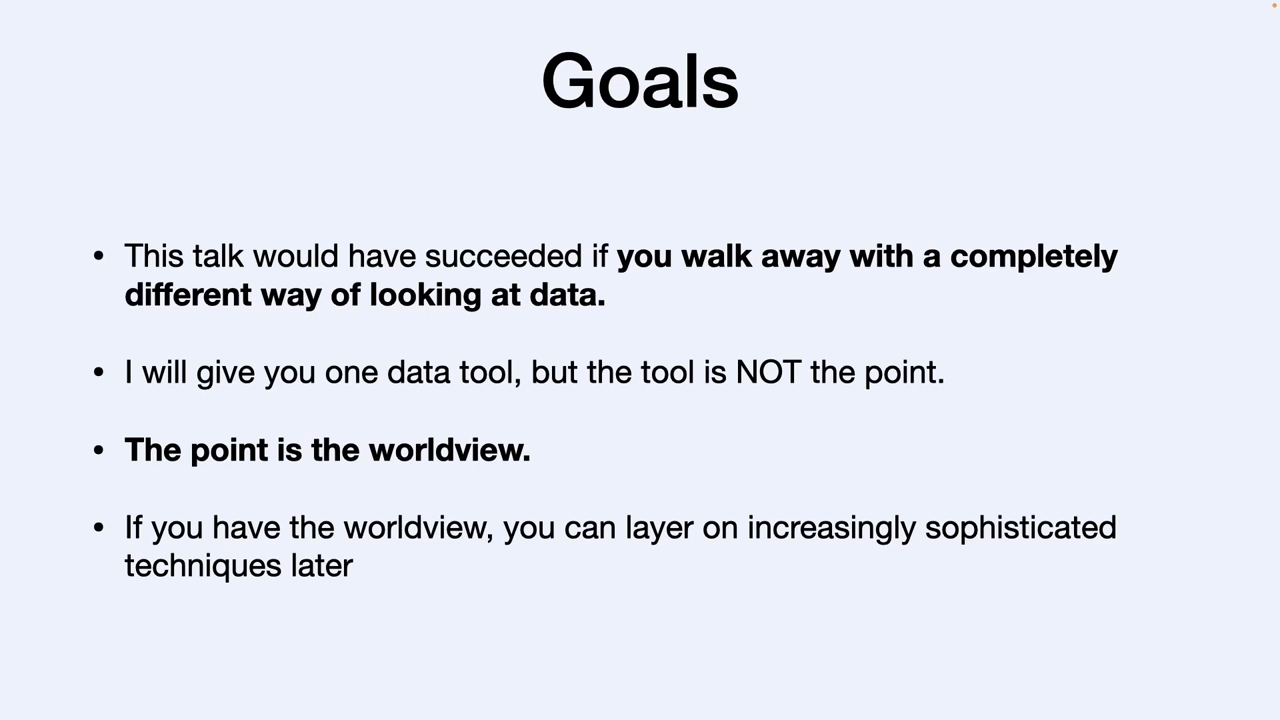 Goals
• This talk would have succeeded if you walk away with a completely
different way of looking at data.
• I will give you one data tool, but the tool is NOT the point.
• The point is the worldview.
• If you have the worldview, you can layer on increasingly sophisticated
techniques later